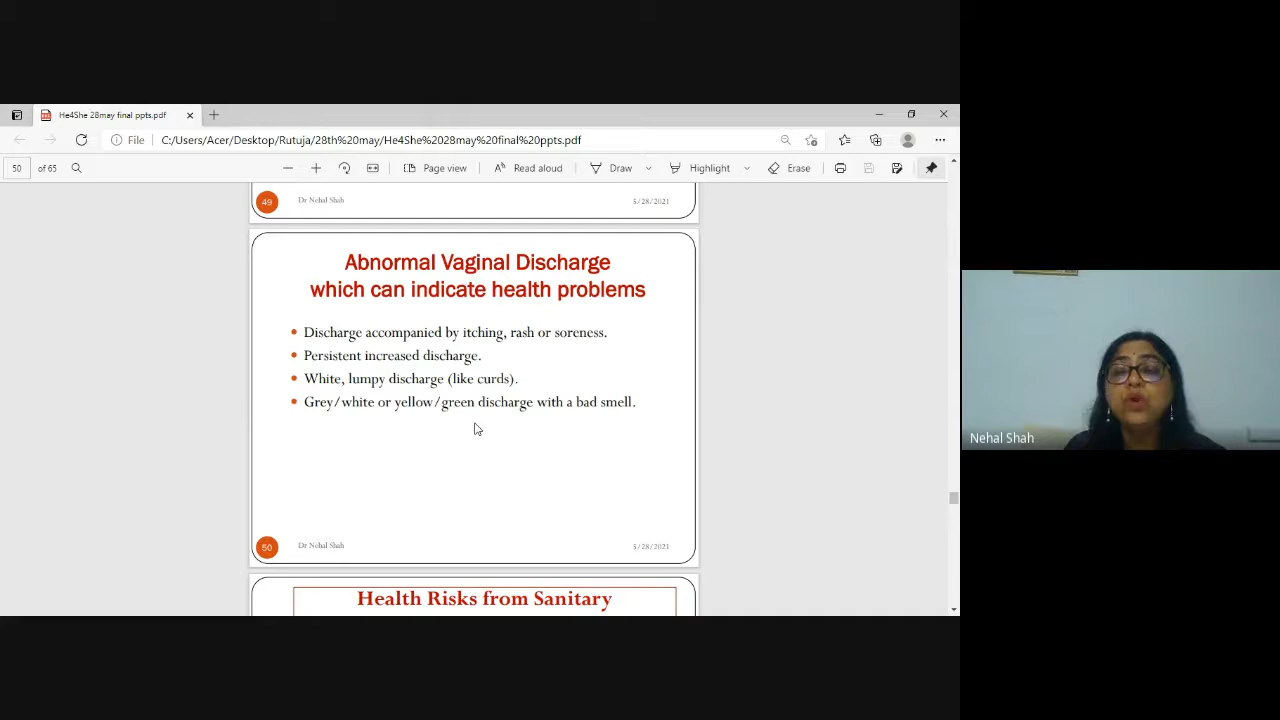 He4She 28may final ppts.pdf
File C:/Users/Acer/Desktop/Rutuja/28th%20may/He4She%2028may%20final%20ppts.pdf
50 of 65 Page view Read aloud Draw Highlight Erase
49 Dr Nehal Shah 5/28/2021
Abnormal Vaginal Discharge
which can indicate health problems
• Discharge accompanied by itching, rash or soreness.
• Persistent increased discharge.
• White, lumpy discharge (like curds).
• Grey/white or yellow/green discharge with a bad smell.
Nehal Shah
50 Dr Nehal Shah 5/28/2021
Health Risks from Sanitary